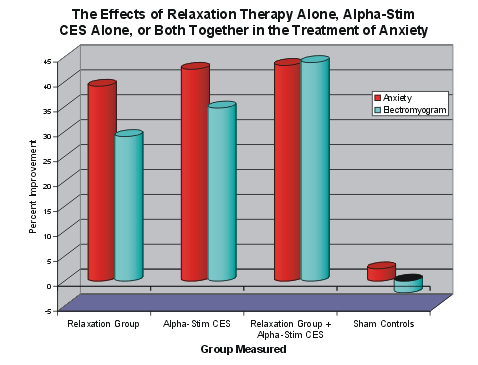 The Effects of Relaxation Therapy Alone, Alpha-Stim
CES Alone, or Both Together in the Treatment of Anxiety
45
40
35
30
25
20
15
10
5
0
-5
Percent Improvement
Anxiety
Electromyogram
Relaxation Group
Alpha-Stim CES
Relaxation Group +
Alpha-Stim CES
Sham Controls
Group Measured